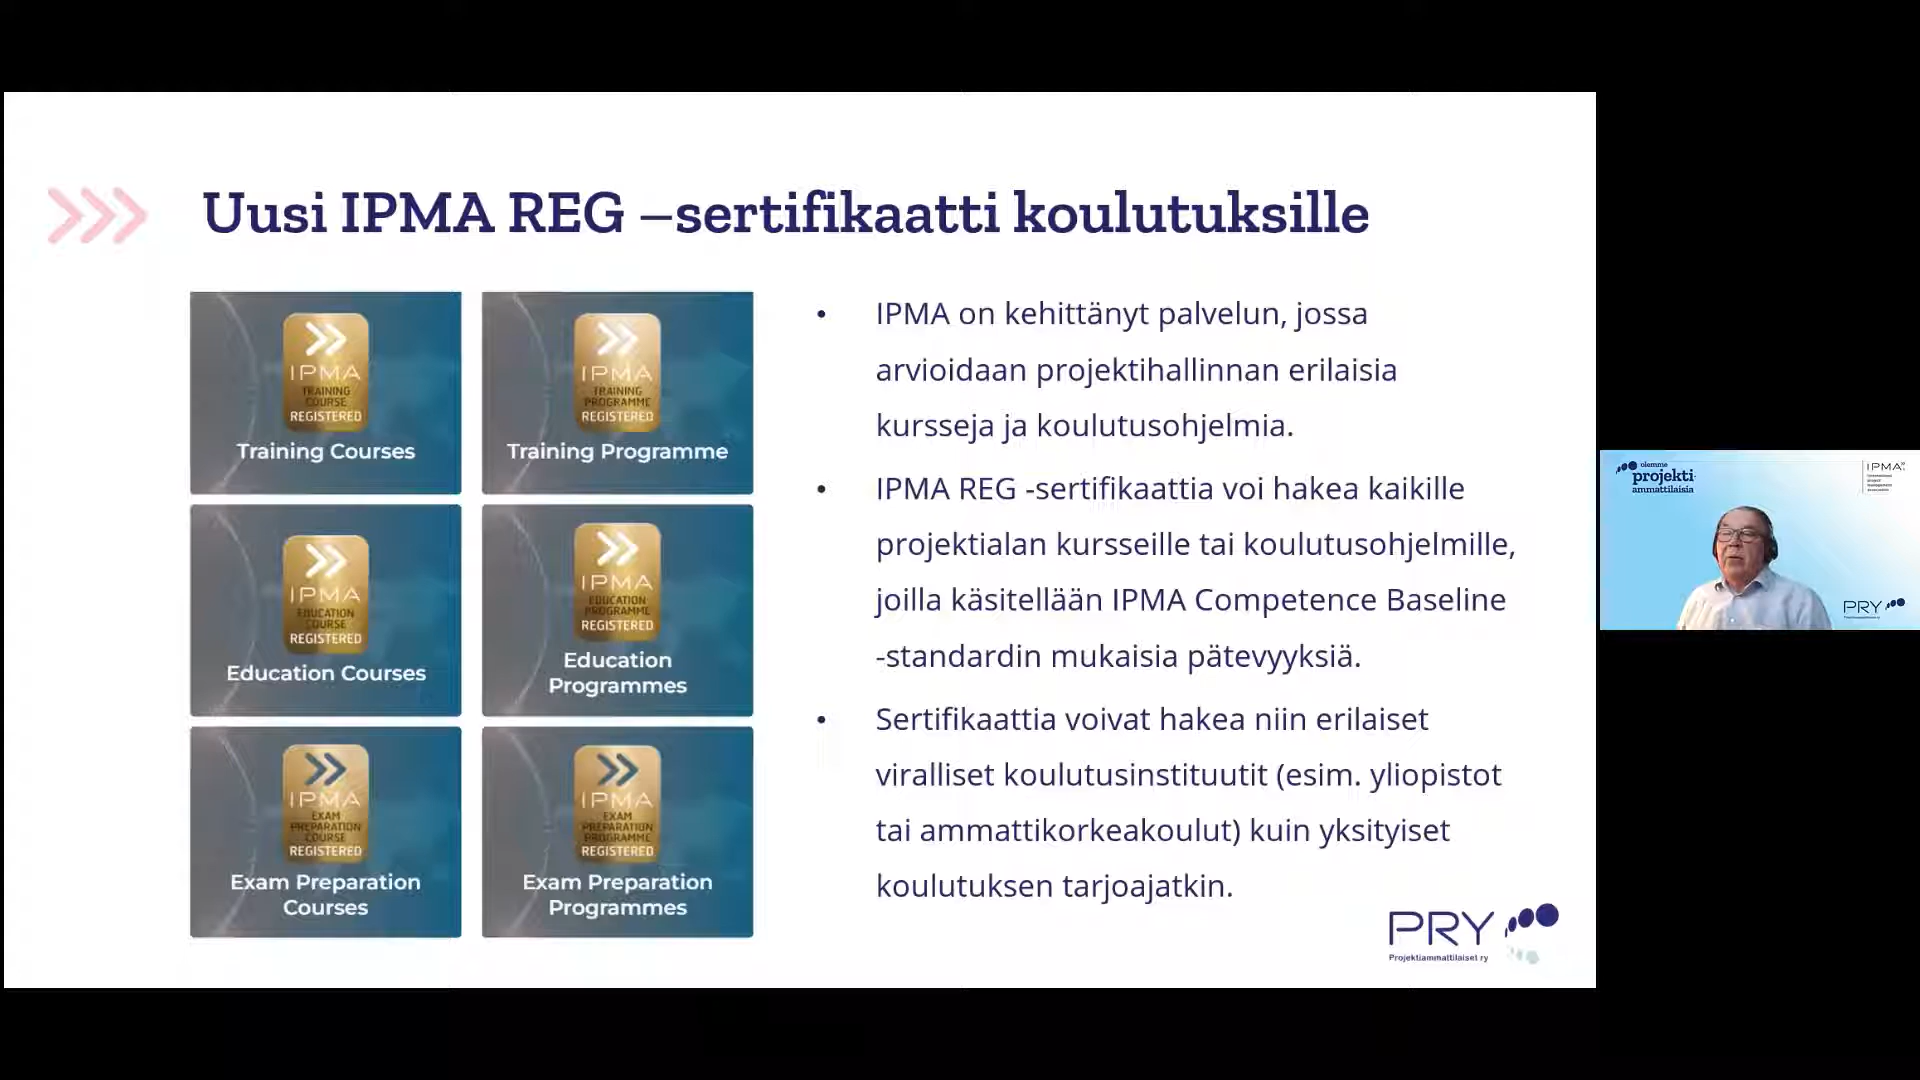 Uusi IPMA REG –sertifikaatti koulutuksille
IPMA
TRAINING
COURSE
REGISTERED
Training Courses
IPMA
TRAINING
PROGRAMME
REGISTERED
Training Programme
IPMA
EDUCATION
COURSE
REGISTERED
Education Courses
IPMA
EDUCATION
PROGRAMME
REGISTERED
Education
Programmes
IPMA
EXAM
PREPARATION
COURSE
REGISTERED
Exam Preparation
Courses
IPMA
EXAM
PREPARATION
PROGRAMME
REGISTERED
Exam Preparation
Programmes
• IPMA on kehittänyt palvelun, jossa
arvioidaan projektihallinnan erilaisia
kursseja ja koulutusohjelmia.
• IPMA REG -sertifikaattia voi hakea kaikille
projektialan kursseille tai koulutusohjelmille,
joilla käsitellään IPMA Competence Baseline
-standardin mukaisia pätevyyksiä.
• Sertifikaattia voivat hakea niin erilaiset
viralliset koulutusinstituutit (esim. yliopistot
tai ammattikorkeakoulut) kuin yksityiset
koulutuksen tarjoajatkin.
PRY
Projektiammattilaiset ry
olemme
projekti-
ammattilaisia
IPMA
PRY